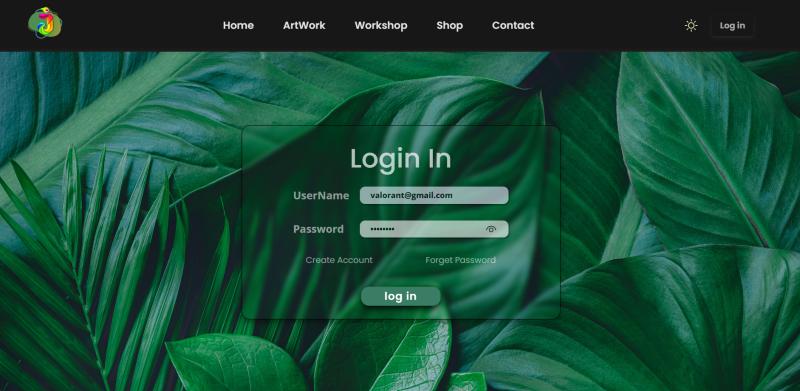 Home ArtWork Workshop Shop Contact Log in
Login In
UserName valorant@gmail.com
Password ••••••••
Create Account Forget Password
log in